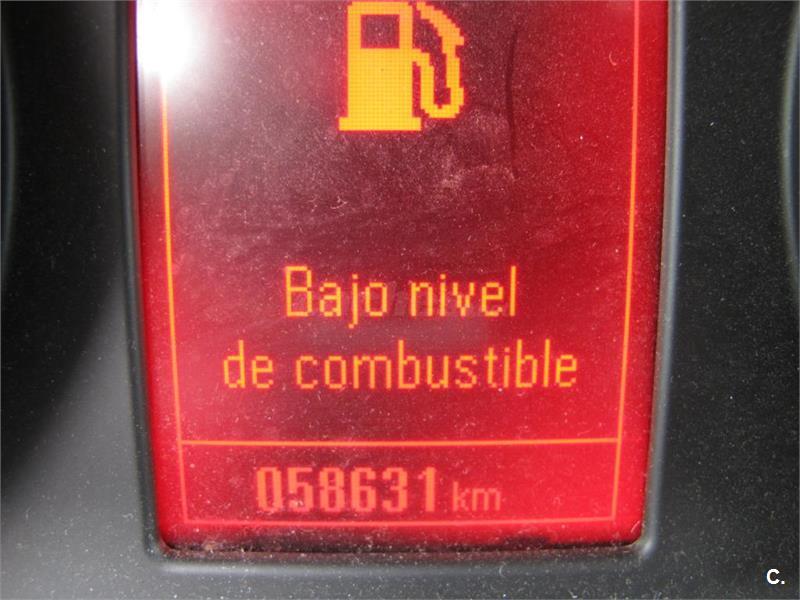 Bajo nivel
de combustible
058631 km
C.